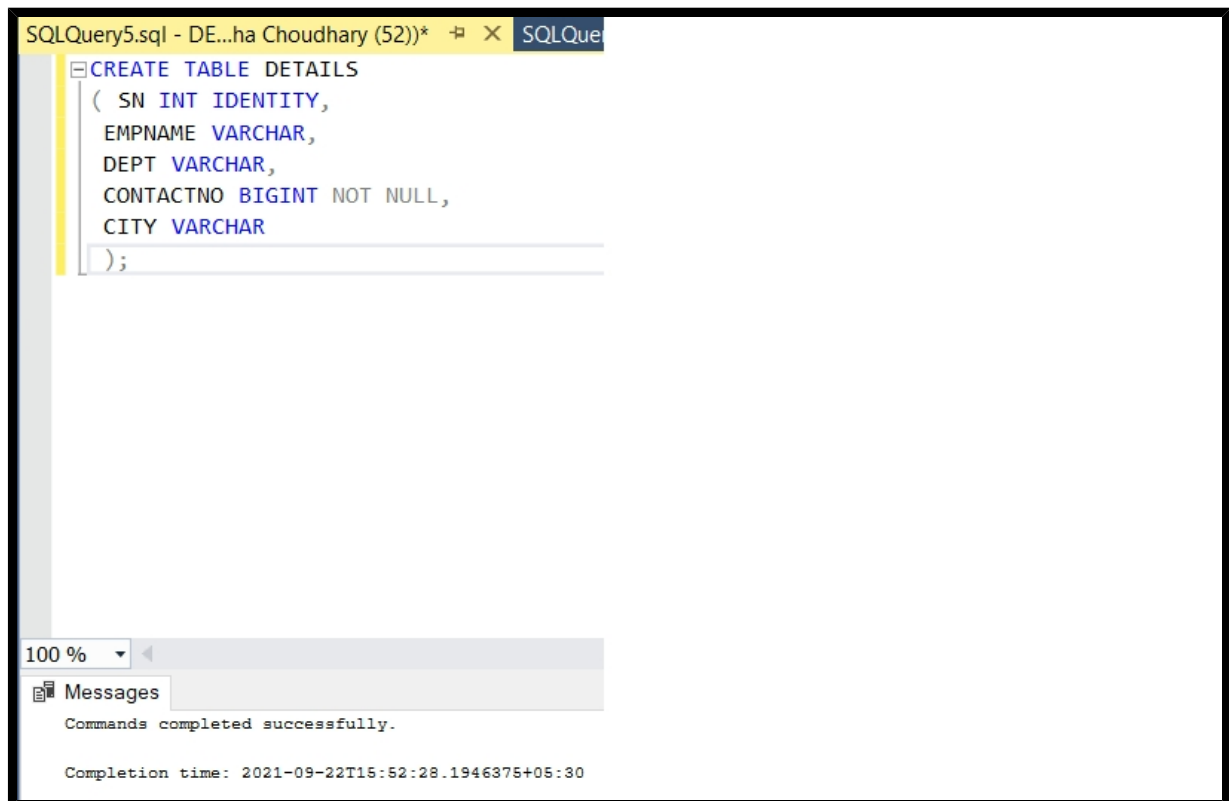 SQLQuery5.sql - DE...ha Choudhary (52))* SQLQue
CREATE TABLE DETAILS
( SN INT IDENTITY,
EMPNAME VARCHAR,
DEPT VARCHAR,
CONTACTNO BIGINT NOT NULL,
CITY VARCHAR
);
100 %
Messages
Commands completed successfully.
Completion time: 2021-09-22T15:52:28.1946375+05:30